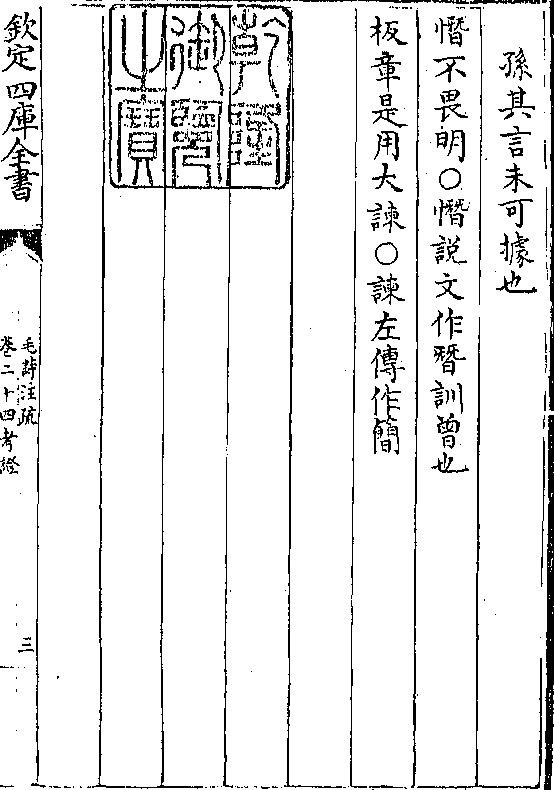 孫其言未可據也
憯不畏明○憯説文作朁訓曾也
板章是用大諫○諫左傳作簡
乾隆御覽之寶
欽定四庫全書
毛詩注疏
卷二十四考證
三